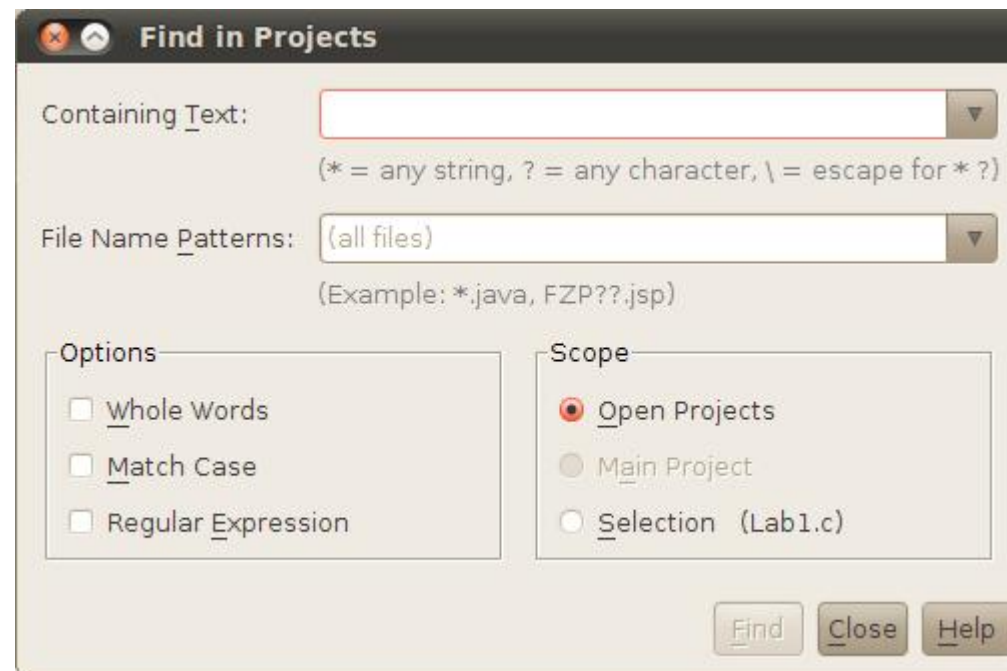 Find in Projects
Containing Text:
(* = any string, ? = any character, \ = escape for * ?)
File Name Patterns: (all files)
(Example: *.java, FZP??.jsp)
Options
Whole Words
Match Case
Regular Expression
Scope
Open Projects
Main Project
Selection (Lab1.c)
Find Close Help